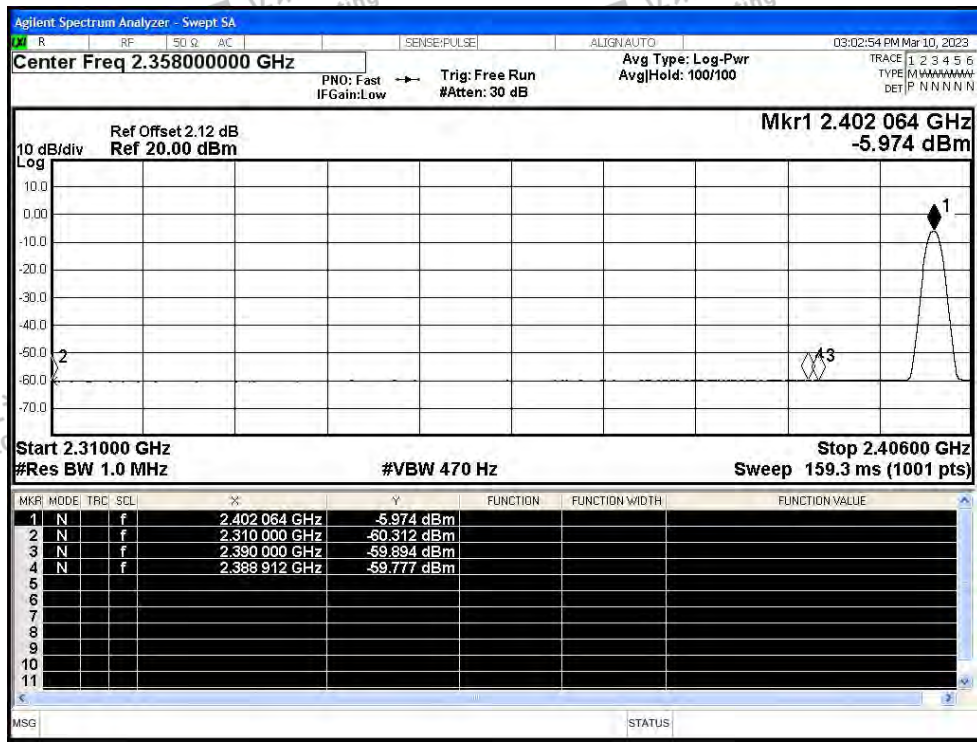 Agilent Spectrum Analyzer - Swept SA
LXI R RF 50 Ω AC SENSE:PULSE ALIGNAUTO 03:02:54 PM Mar 10, 2023
Center Freq 2.358000000 GHz
PNO: Fast
IFGain:Low
Trig: Free Run
#Atten: 30 dB
Avg Type: Log-Pwr
Avg|Hold: 100/100
TRACE 1 2 3 4 5 6
TYPE M W W W W W
DET P N N N N N
Mkr1 2.402 064 GHz
-5.974 dBm
Ref Offset 2.12 dB
10 dB/div Ref 20.00 dBm
Log
10.0
0.00
-10.0
-20.0
-30.0
-40.0
-50.0
-60.0
-70.0
1
2
4 3
Start 2.31000 GHz Stop 2.40600 GHz
#Res BW 1.0 MHz #VBW 470 Hz Sweep 159.3 ms (1001 pts)
MKR MODE TRC SCL X Y FUNCTION FUNCTION WIDTH FUNCTION VALUE
1 N f 2.402 064 GHz -5.974 dBm
2 N f 2.310 000 GHz -60.312 dBm
3 N f 2.390 000 GHz -59.894 dBm
4 N f 2.388 912 GHz -59.777 dBm
5
6
7
8
9
10
11
MSG STATUS